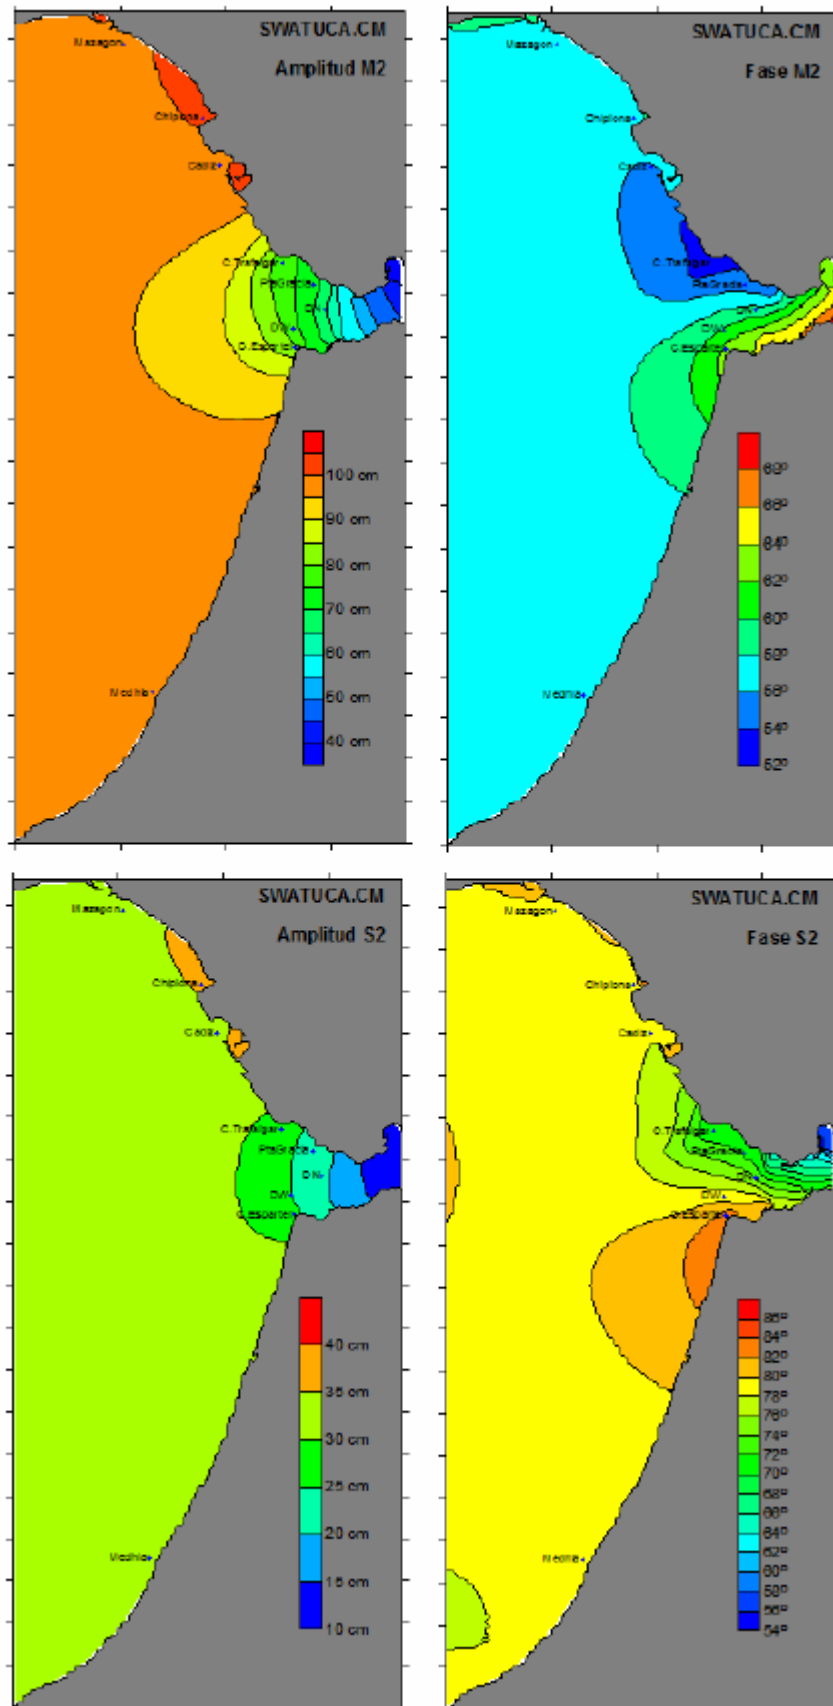 SWATUCA.CM
Amplitud M2
Mazagon
Chipiona
Cadiz
C.Trafalgar
PtaGracia
DN
DW
C.Espartel
100 cm
90 cm
80 cm
70 cm
60 cm
50 cm
40 cm
Medhia
SWATUCA.CM
Fase M2
Mazagon
Chipiona
Cadiz
C.Trafalgar
PtaGracia
DN
DW
C.Espartel
68º
66º
64º
62º
60º
58º
56º
54º
52º
Medhia
SWATUCA.CM
Amplitud S2
Mazagon
Chipiona
Cadiz
C.Trafalgar
PtaGracia
DN
DW
C.Espartel
40 cm
35 cm
30 cm
25 cm
20 cm
15 cm
10 cm
Medhia
SWATUCA.CM
Fase S2
Mazagon
Chipiona
Cadiz
C.Trafalgar
PtaGracia
DN
DW
C.Espartel
86º
84º
82º
80º
78º
76º
74º
72º
70º
68º
66º
64º
62º
60º
58º
56º
54º
Medhia